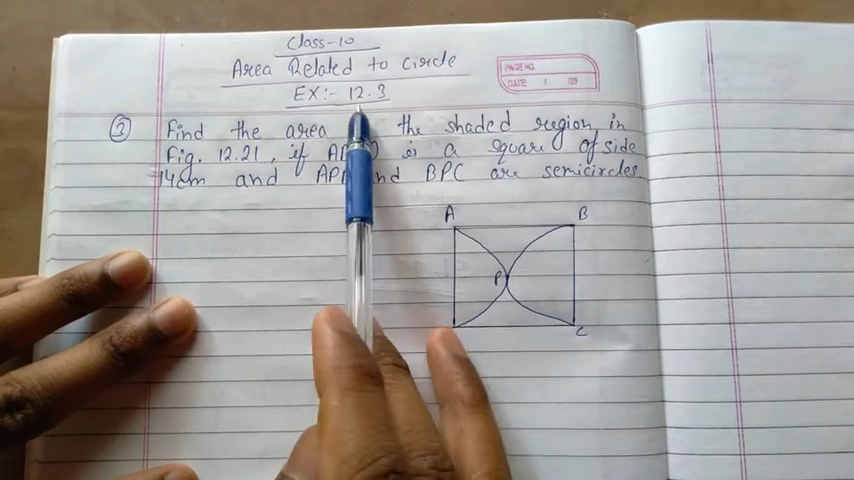 Class-10
Area Related to Circle
EX:- 12.3
PAGE NO.
DATE
3 Find the area the shaded region in
Fig. 12.21, if is a square of side
14cm and BPC are semicircles.
A B
P
C